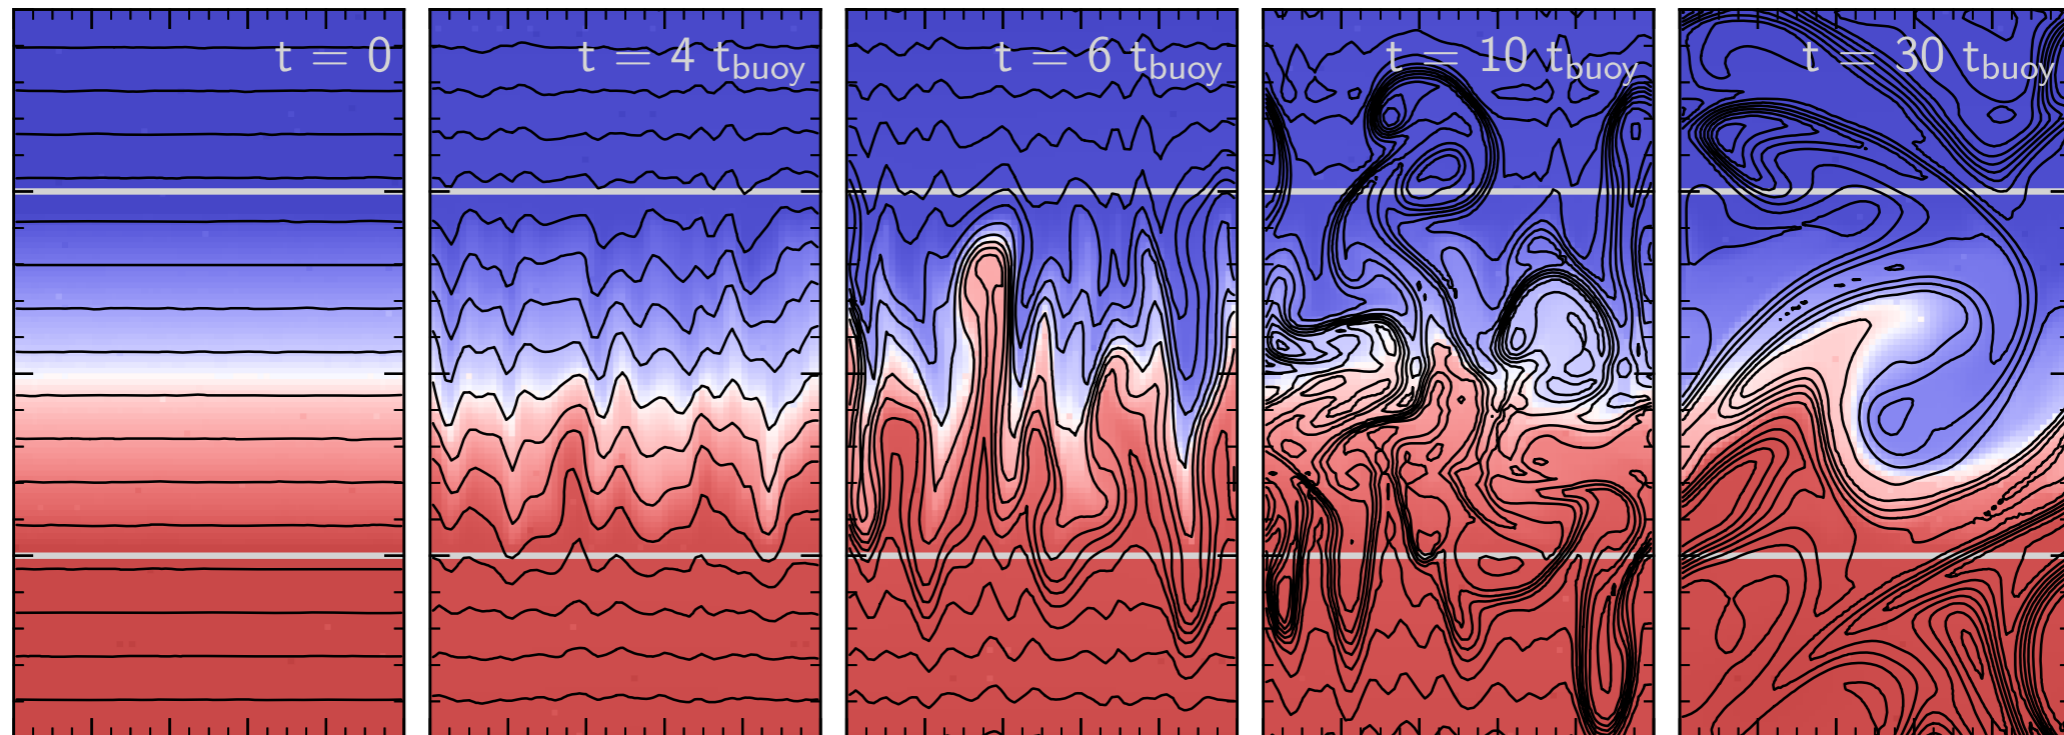 t = 0
t = 4 t_buoy
t = 6 t_buoy
t = 10 t_buoy
t = 30 t_buoy